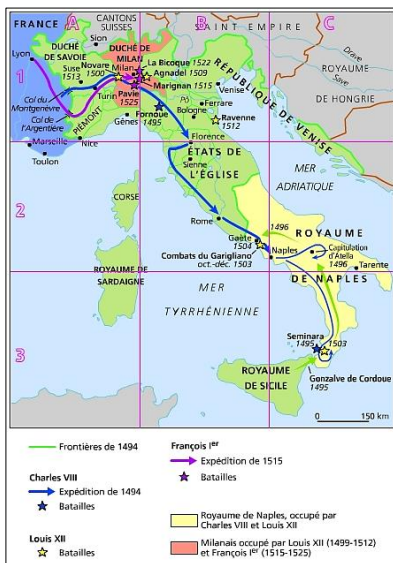 A
B
C
1
2
3
FRANCE
CANTONS
SUISSES
SAINT EMPIRE
Sion
Lyon
DUCHÉ
DE SAVOIE
DUCHÉ DE
MILAN
La Bicoque 1522
Agnadel 1509
Marignan 1515
Suse
1513
Novare
1500
Milan
Turin
Pavie
1525
Col du
Montgenèvre
Col de
l'Argentière
PIÉMONT
Gênes
Fornoue
1495
Pô
Bologne
Ferrare
Venise
Ravenne
1512
RÉPUBLIQUE
DE VENISE
Drave
Save
ROYAUME
DE HONGRIE
Marseille
Nice
Toulon
Florence
ÉTATS DE
L'ÉGLISE
Sienne
MER
ADRIATIQUE
CORSE
Rome
Gaète
1504
Combats du Garigliano
oct.-déc. 1503
1496
Naples
ROYAUME
DE NAPLES
Capitulation
d'Atella
1496
Tarente
ROYAUME DE
SARDAIGNE
MER
TYRRHÉNIENNE
Seminara
1495
1503
ROYAUME
DE SICILE
Gonzalve de Cordoue
1495
0 150 km
Frontières de 1494
Charles VIII
Expédition de 1494
Batailles
Louis XII
Batailles
François Ier
Expédition de 1515
Batailles
Royaume de Naples, occupé par
Charles VIII et Louis XII
Milanais occupé par Louis XII (1499-1512)
et François Ier (1515-1525)